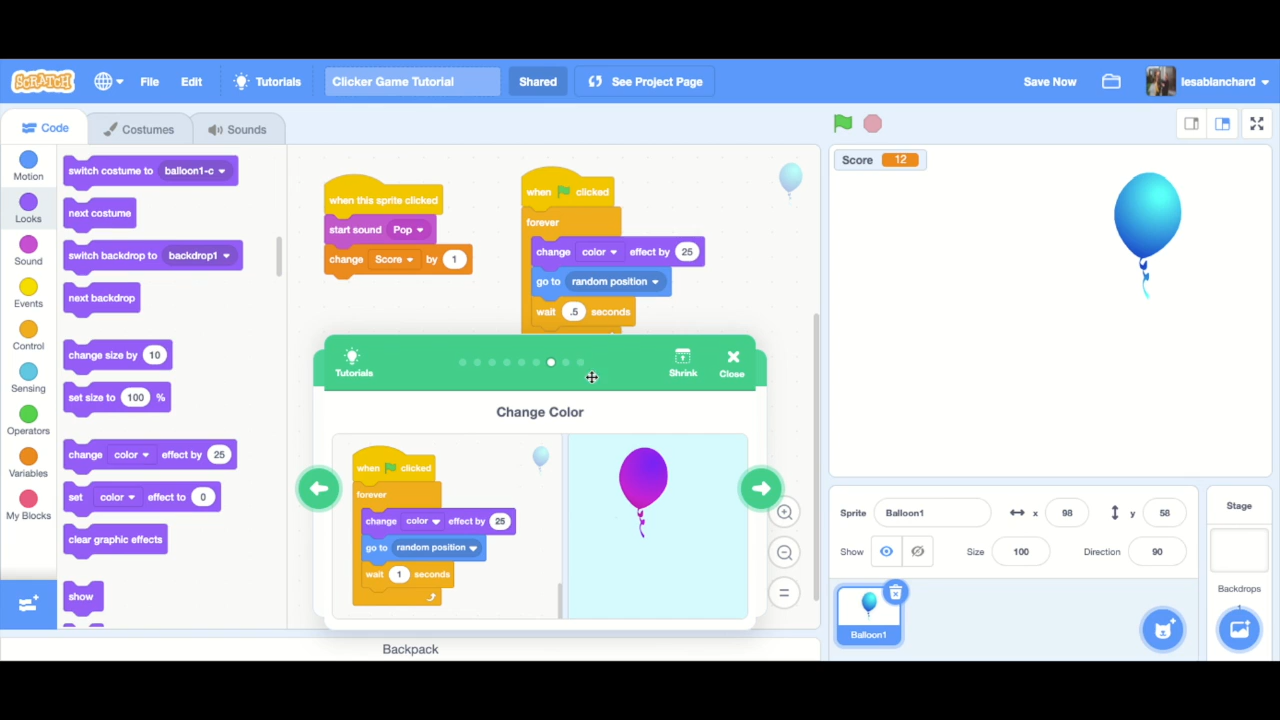 SCRATCH File Edit Tutorials Clicker Game Tutorial Shared See Project Page Save Now lesablanchard
Code Costumes Sounds
Motion
Looks
Sound
Events
Control
Sensing
Operators
Variables
My Blocks
switch costume to balloon1-c
next costume
switch backdrop to backdrop1
next backdrop
change size by 10
set size to 100 %
change color effect by 25
set color effect to 0
clear graphic effects
show
when this sprite clicked
start sound Pop
change Score by 1
when clicked
forever
change color effect by 25
go to random position
wait .5 seconds
Tutorials Shrink Close
Change Color
when clicked
forever
change color effect by 25
go to random position
wait 1 seconds
Backpack
Score 12
Sprite Balloon1 x 98 y 58
Show Size 100 Direction 90
Balloon1
Stage
Backdrops
1